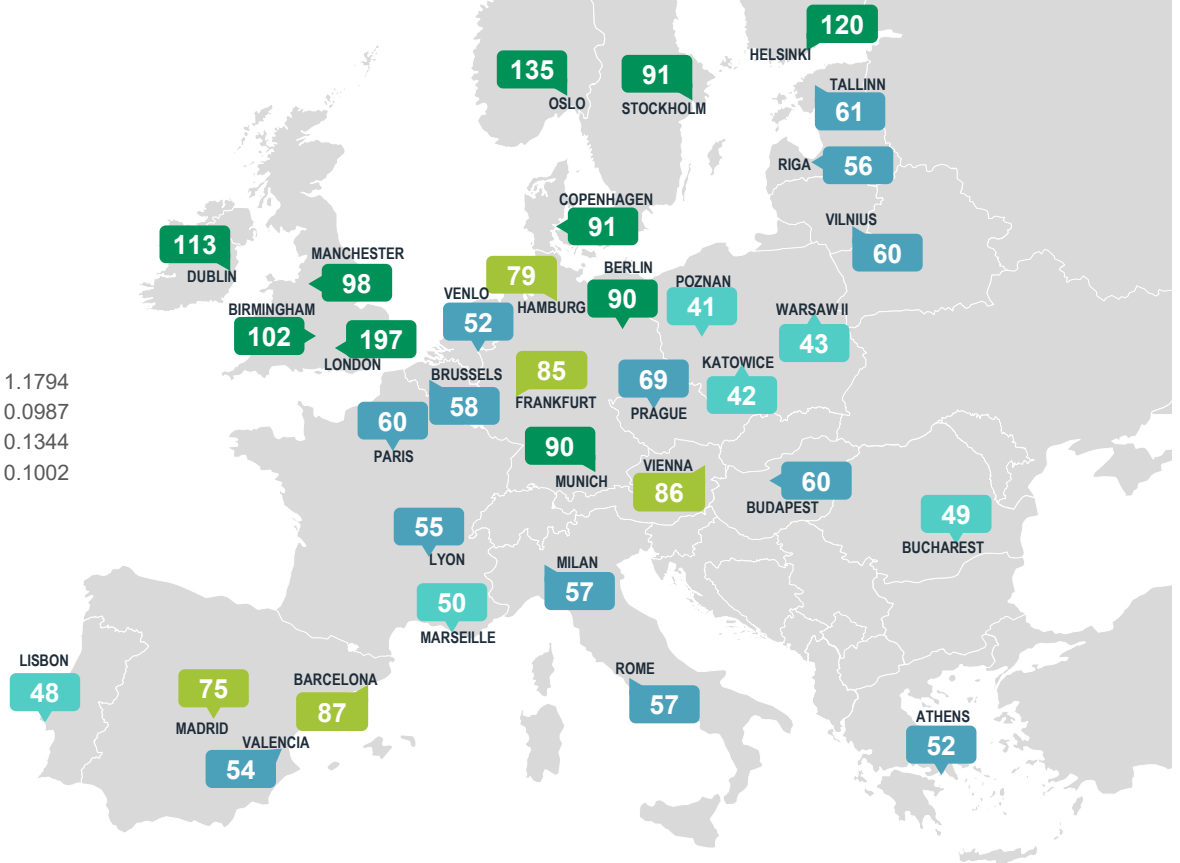 120
HELSINKI
135
OSLO
91
STOCKHOLM
TALLINN
61
RIGA
56
COPENHAGEN
91
VILNIUS
60
113
DUBLIN
MANCHESTER
98
79
HAMBURG
BERLIN
90
POZNAN
41
VENLO
52
BIRMINGHAM
102
197
LONDON
WARSAW II
43
KATOWICE
42
BRUSSELS
58
85
FRANKFURT
69
PRAGUE
1.1794
0.0987
0.1344
0.1002
60
PARIS
90
MUNICH
VIENNA
86
60
BUDAPEST
49
BUCHAREST
55
LYON
MILAN
57
50
MARSEILLE
LISBON
48
75
MADRID
BARCELONA
87
ROME
57
VALENCIA
54
ATHENS
52